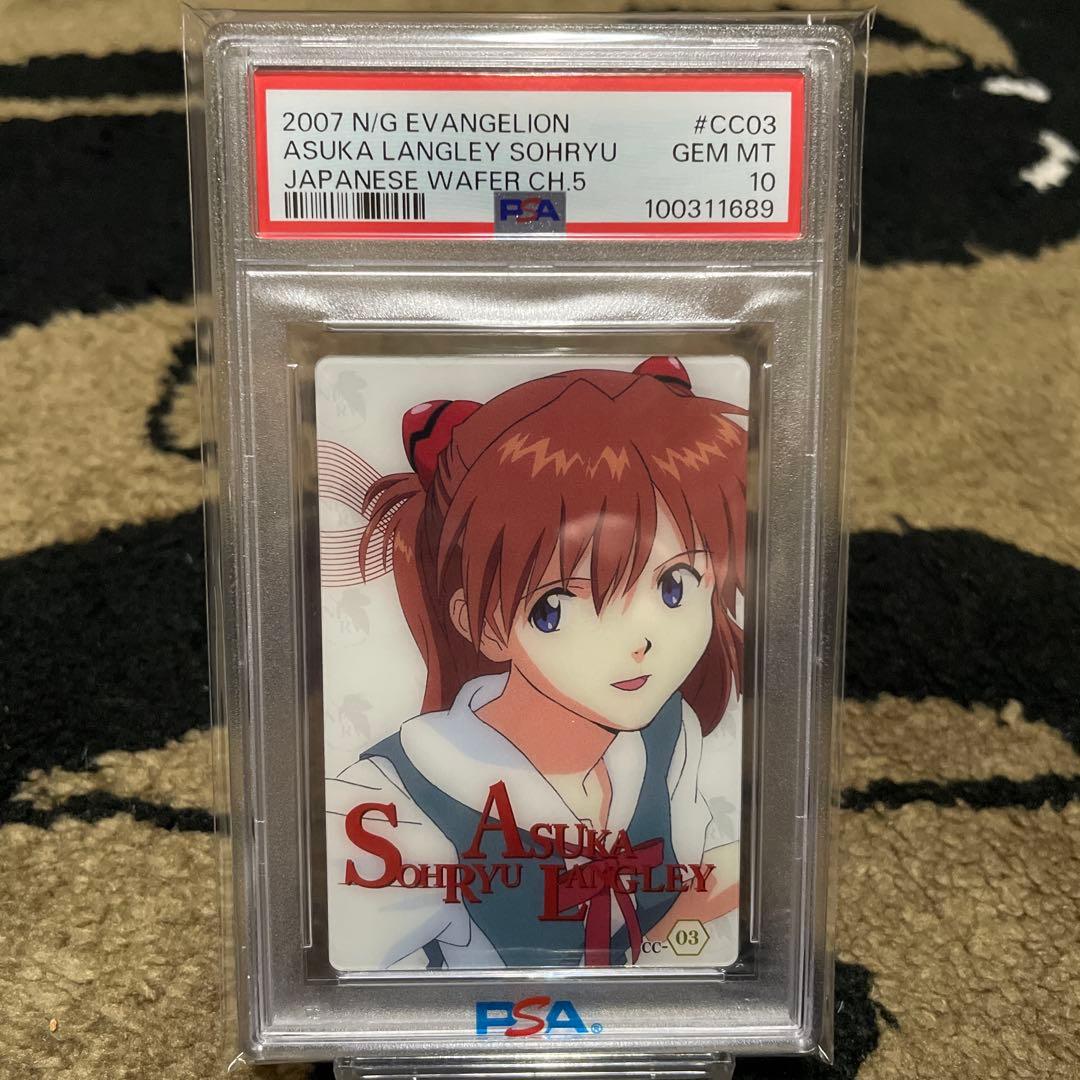 2007 N/G EVANGELION #CC03
ASUKA LANGLEY SOHRYU GEM MT
JAPANESE WAFER CH.5 10
PSA 100311689
ASUKA
SOHRYU LANGLEY
CC-03
PSA®